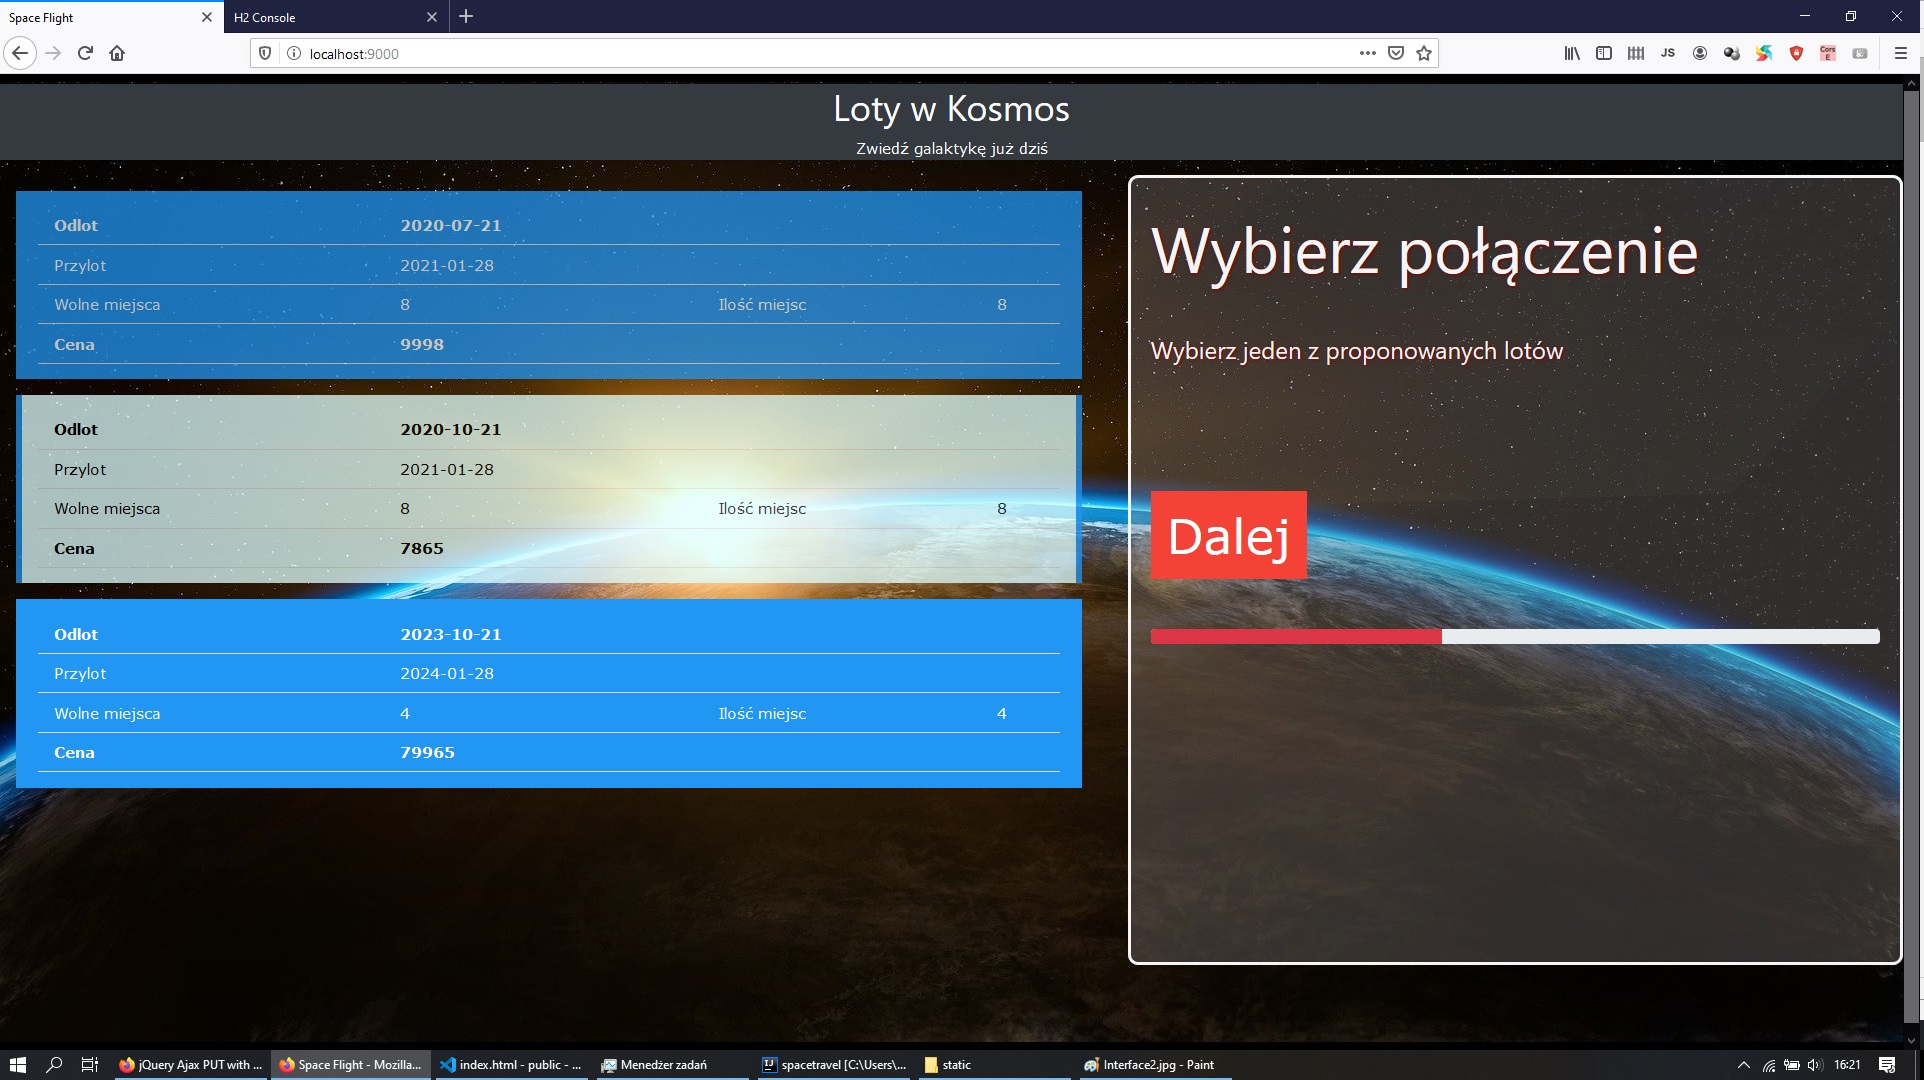 Space Flight
H2 Console
localhost:9000
JS
Cors
E
Loty w Kosmos
Zwiedź galaktykę już dziś
Odlot 2020-07-21
Przylot 2021-01-28
Wolne miejsca 8 Ilość miejsc 8
Cena 9998
Odlot 2020-10-21
Przylot 2021-01-28
Wolne miejsca 8 Ilość miejsc 8
Cena 7865
Odlot 2023-10-21
Przylot 2024-01-28
Wolne miejsca 4 Ilość miejsc 4
Cena 79965
Wybierz połączenie
Wybierz jeden z proponowanych lotów
Dalej
jQuery Ajax PUT with ...
Space Flight - Mozilla...
index.html - public - ...
Menedżer zadań
IJ
spacetravel [C:\Users\...
static
Interface2.jpg - Paint
16:21